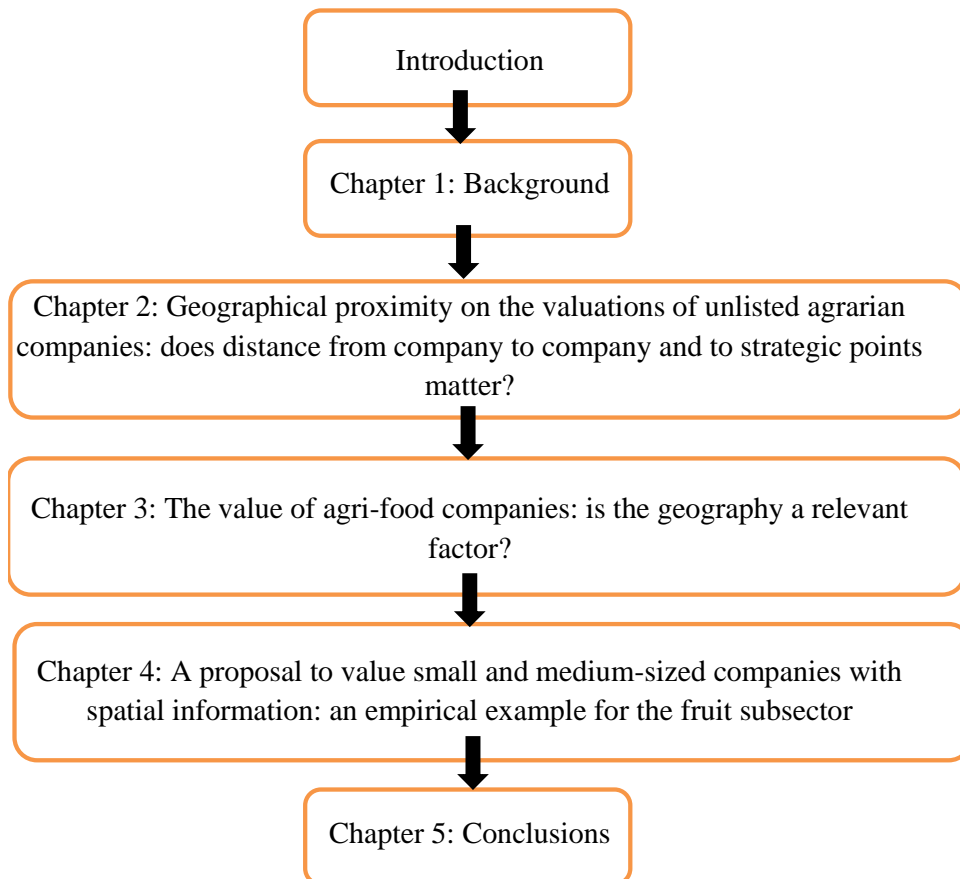 Introduction
Chapter 1: Background
Chapter 2: Geographical proximity on the valuations of unlisted agrarian
companies: does distance from company to company and to strategic points
matter?
Chapter 3: The value of agri-food companies: is the geography a relevant
factor?
Chapter 4: A proposal to value small and medium-sized companies with
spatial information: an empirical example for the fruit subsector
Chapter 5: Conclusions